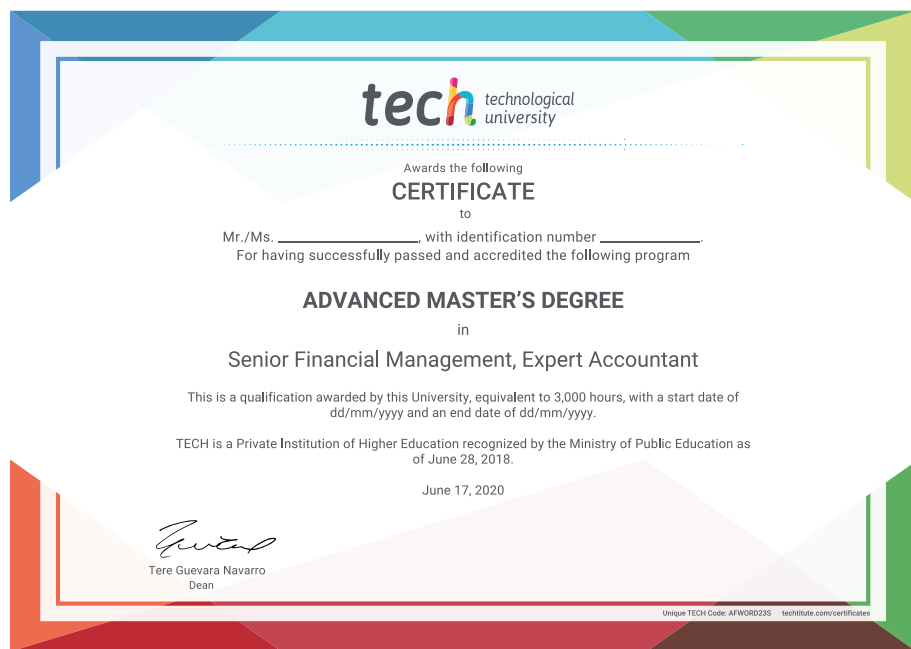 tech technological
university
Awards the following
CERTIFICATE
to
Mr./Ms. ____________, with identification number ____________.
For having successfully passed and accredited the following program
ADVANCED MASTER'S DEGREE
in
Senior Financial Management, Expert Accountant
This is a qualification awarded by this University, equivalent to 3,000 hours, with a start date of
dd/mm/yyyy and an end date of dd/mm/yyyy.
TECH is a Private Institution of Higher Education recognized by the Ministry of Public Education as
of June 28, 2018.
June 17, 2020
Tere Guevara Navarro
Dean
Unique TECH Code: AFWORD23S techtitute.com/certificates